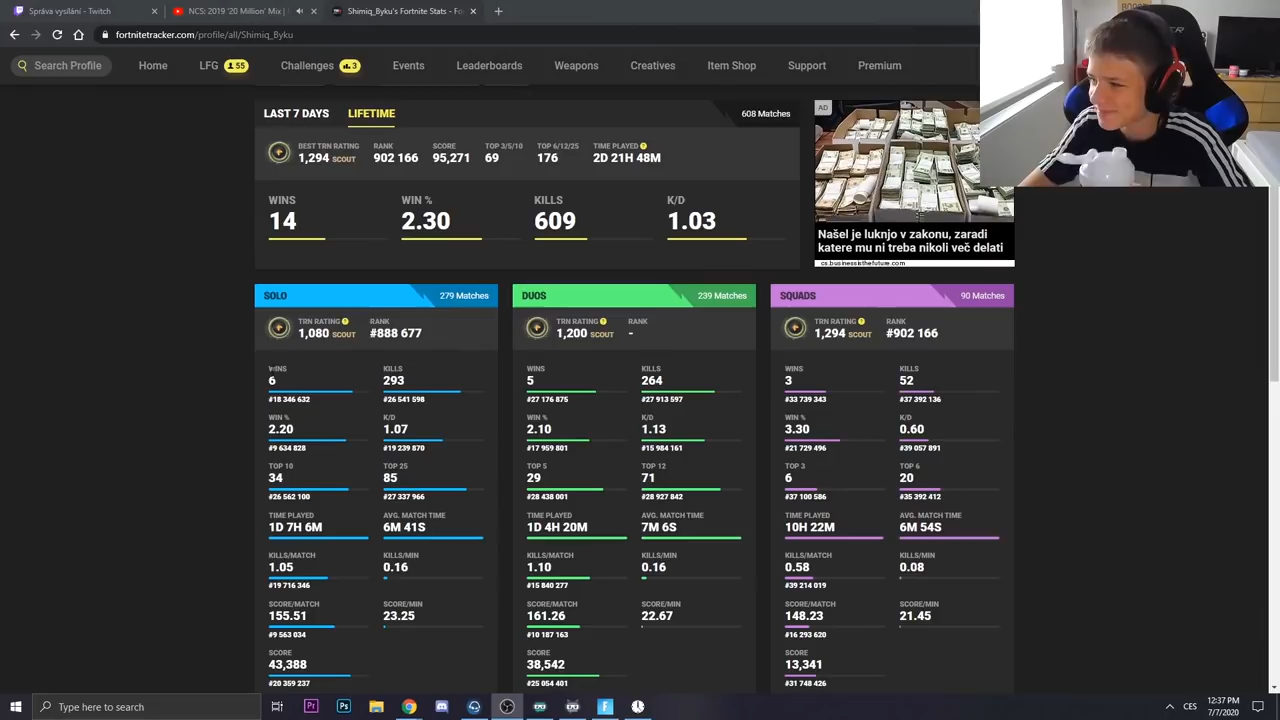 Správa vysílání - Twitch
NCS: 2019 '20 Million' Mix |
Shimiq_Byku's Fortnite Stats - Fo
fortnitetracker.com/profile/all/Shimiq_Byku
Search Profile
Home
LFG 55
Challenges 3
Events
Leaderboards
Weapons
Creatives
Item Shop
Support
Premium
LAST 7 DAYS LIFETIME 608 Matches
BEST TRN RATING RANK SCORE TOP 3/5/10 TOP 6/12/25 TIME PLAYED
1,294 SCOUT 902 166 95,271 69 176 2D 21H 48M
WINS WIN % KILLS K/D
14 2.30 609 1.03
AD
Našel je luknjo v zakonu, zaradi
katere mu ni treba nikoli več delati
cs.businessisthefuture.com
SOLO 279 Matches
TRN RATING RANK
1,080 SCOUT #888 677
WINS KILLS
6 293
#18 346 632 #26 541 598
WIN % K/D
2.20 1.07
#9 634 828 #19 239 870
TOP 10 TOP 25
34 85
#26 562 100 #27 337 966
TIME PLAYED AVG. MATCH TIME
1D 7H 6M 6M 41S
KILLS/MATCH KILLS/MIN
1.05 0.16
#19 716 346
SCORE/MATCH SCORE/MIN
155.51 23.25
#9 563 034
SCORE
43,388
#20 359 237
DUOS 239 Matches
TRN RATING RANK
1,200 SCOUT -
WINS KILLS
5 264
#27 176 875 #27 913 597
WIN % K/D
2.10 1.13
#17 959 801 #15 984 161
TOP 5 TOP 12
29 71
#28 438 001 #28 927 842
TIME PLAYED AVG. MATCH TIME
1D 4H 20M 7M 6S
KILLS/MATCH KILLS/MIN
1.10 0.16
#15 840 277
SCORE/MATCH SCORE/MIN
161.26 22.67
#10 187 163
SCORE
38,542
#25 054 401
SQUADS 90 Matches
TRN RATING RANK
1,294 SCOUT #902 166
WINS KILLS
3 52
#33 739 343 #37 392 136
WIN % K/D
3.30 0.60
#21 729 496 #39 057 891
TOP 3 TOP 6
6 20
#37 100 586 #35 392 412
TIME PLAYED AVG. MATCH TIME
10H 22M 6M 54S
KILLS/MATCH KILLS/MIN
0.58 0.08
#39 214 019
SCORE/MATCH SCORE/MIN
148.23 21.45
#16 293 620
SCORE
13,341
#31 748 426
Type here to search
Pr
Ps
CES
12:37 PM
7/7/2020